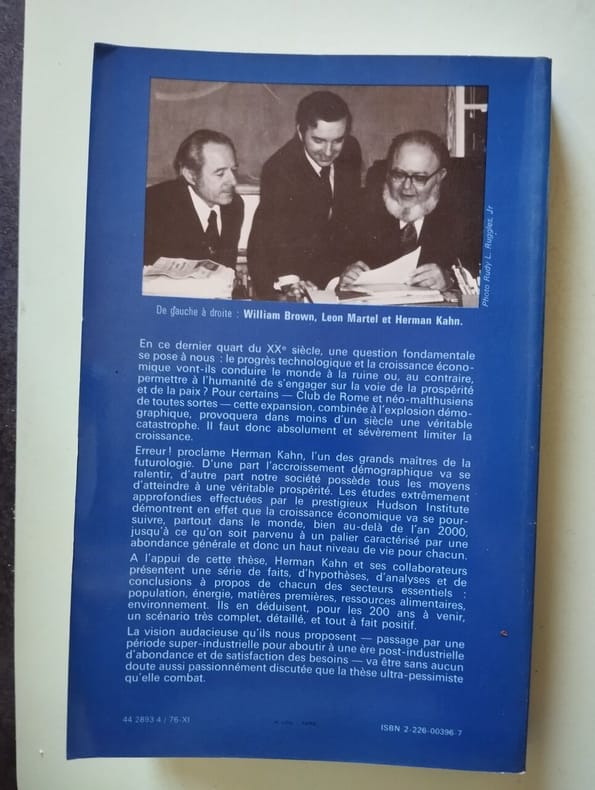 Photo Rudy L. Ruggles, Jr
De gauche à droite : William Brown, Leon Martel et Herman Kahn.
En ce dernier quart du XXe siècle, une question fondamentale
se pose à nous : le progrès technologique et la croissance écono-
mique vont-ils conduire le monde à la ruine ou, au contraire,
permettre à l'humanité de s'engager sur la voie de la prospérité
et de la paix ? Pour certains — Club de Rome et néo-malthusiens
de toutes sortes — cette expansion, combinée à l'explosion démo-
graphique, provoquera dans moins d'un siècle une véritable
catastrophe. Il faut donc absolument et sévèrement limiter la
croissance.
Erreur ! proclame Herman Kahn, l'un des grands maîtres de la
futurologie. D'une part l'accroissement démographique va se
ralentir, d'autre part notre société possède tous les moyens
d'atteindre à une véritable prospérité. Les études extrêmement
approfondies effectuées par le prestigieux Hudson Institute
démontrent en effet que la croissance économique va se pour-
suivre, partout dans le monde, bien au-delà de l'an 2000,
jusqu'à ce qu'on soit parvenu à un palier caractérisé par une
abondance générale et donc un haut niveau de vie pour chacun.
A l'appui de cette thèse, Herman Kahn et ses collaborateurs
présentent une série de faits, d'hypothèses, d'analyses et de
conclusions à propos de chacun des secteurs essentiels :
population, énergie, matières premières, ressources alimentaires,
environnement. Ils en déduisent, pour les 200 ans à venir,
un scénario très complet, détaillé, et tout à fait positif.
La vision audacieuse qu'ils nous proposent — passage par une
période super-industrielle pour aboutir à une ère post-industrielle
d'abondance et de satisfaction des besoins — va être sans aucun
doute aussi passionnément discutée que la thèse ultra-pessimiste
qu'elle combat.
44 2893 4 / 76-XI
ISBN 2-226-00396-7